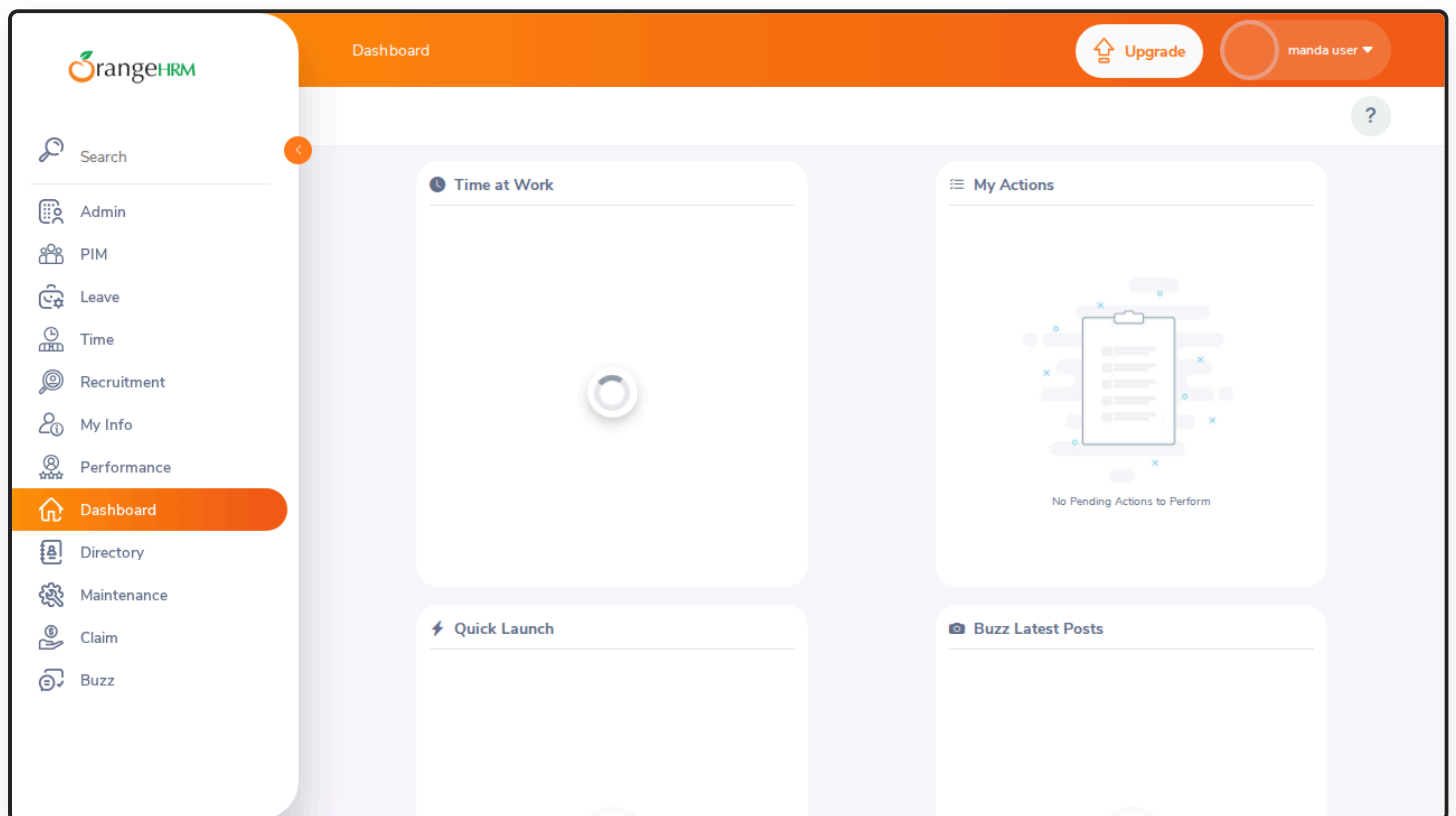 OrangeHRM
Dashboard
Upgrade
manda user
?
Search
Admin
PIM
Leave
Time
Recruitment
My Info
Performance
Dashboard
Directory
Maintenance
Claim
Buzz
Time at Work
My Actions
No Pending Actions to Perform
Quick Launch
Buzz Latest Posts